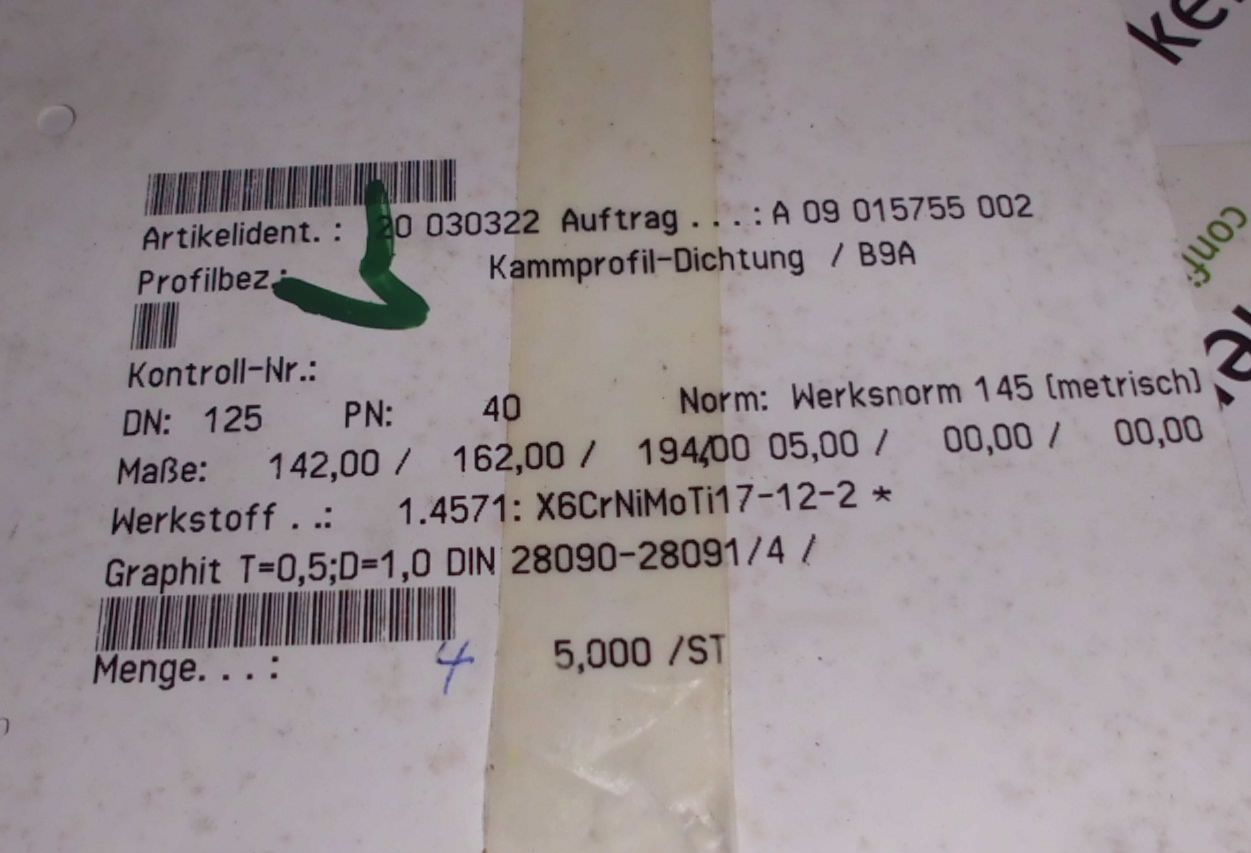 Artikelident. : 20 030322 Auftrag . . . . : A 09 015755 002
Profilbez.: Kammprofil-Dichtung / B9A
Kontroll-Nr.:
DN: 125 PN: 40 Norm: Werksnorm 145 (metrisch)
Maße: 142,00 / 162,00 / 194,00 05,00 / 00,00 / 00,00
Werkstoff . .: 1.4571: X6CrNiMoTi17-12-2 *
Graphit T=0,5;D=1,0 DIN 28090-28091/4 /
Menge. . . : 4 5,000 /ST